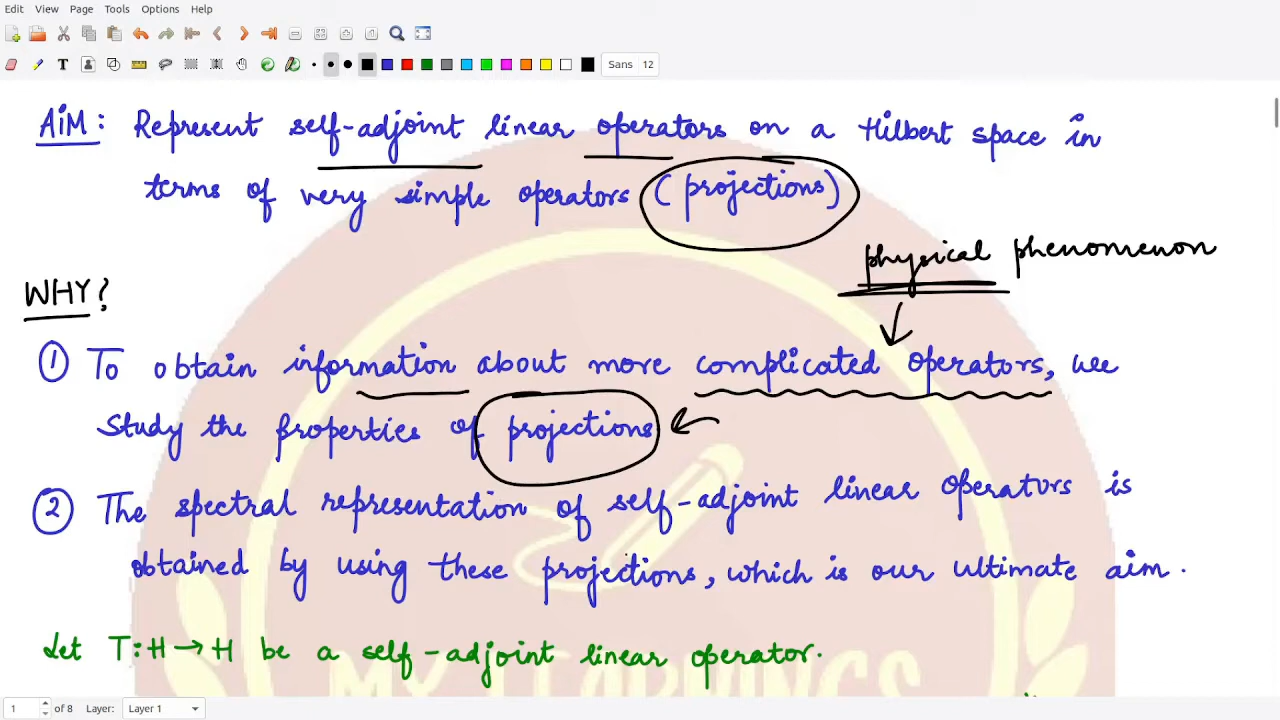 Edit View Page Tools Options Help
Sans 12
AIM: Represent self-adjoint linear operators on a Hilbert space in
terms of very simple operators (projections)
physical phenomenon
WHY?
① To obtain information about more complicated operators, we
study the properties of projections
② The spectral representation of self-adjoint linear operators is
obtained by using these projections, which is our ultimate aim.
Let T:H→H be a self-adjoint linear operator.
MY LEARNINGS
1 of 8 Layer: Layer 1